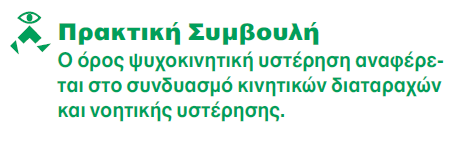 Πρακτική Συμβουλή
Ο όρος ψυχοκινητική υστέρηση αναφέρε-
ται στο συνδυασμό κινητικών διαταραχών
και νοητικής υστέρησης.